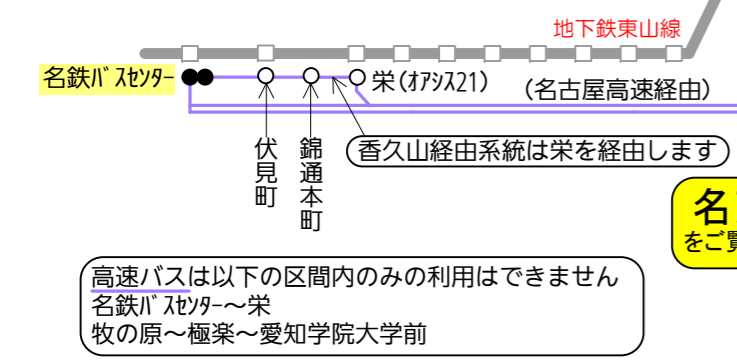 地下鉄東山線
名鉄ﾊﾞｽｾﾝﾀｰ
栄(ｵｱｼｽ21)
(名古屋高速経由)
伏見町
錦通本町
香久山経由系統は栄を経由します
名
をご覧
高速バスは以下の区間内のみの利用はできません
名鉄ﾊﾞｽｾﾝﾀｰ～栄
牧の原～極楽～愛知学院大学前